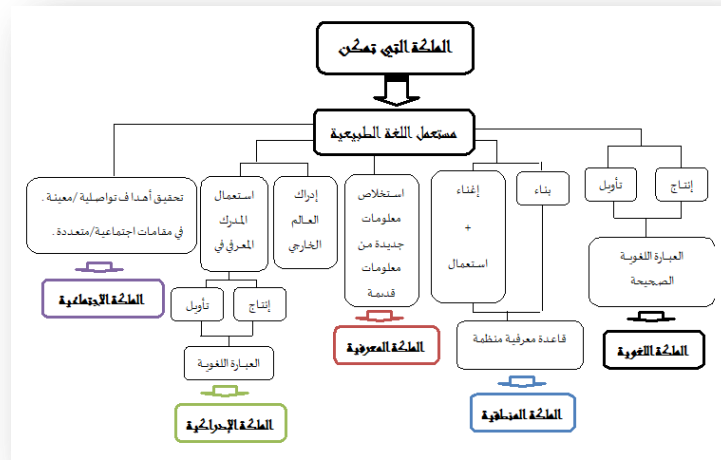 الملكة التي تمكن
مستعمل اللغة الطبيعية
إنتاج
تأويل
العبارة اللغوية
الصحيحة
الملكة اللغوية
بناء
إغناء
+
استعمال
قاعدة معرفية منظمة
الملكة المنطقية
استخلاص
معلومات
جديدة من
معلومات
قديمة
الملكة المعرفية
إدراك
العالم
الخارجي
استعمال
المدرك
المعرفي في
إنتاج
تأويل
العبارة اللغوية
الملكة الإدراكية
تحقيق أهداف تواصلية /معينة .
في مقامات اجتماعية/متعددة .
الملكة الاجتماعية